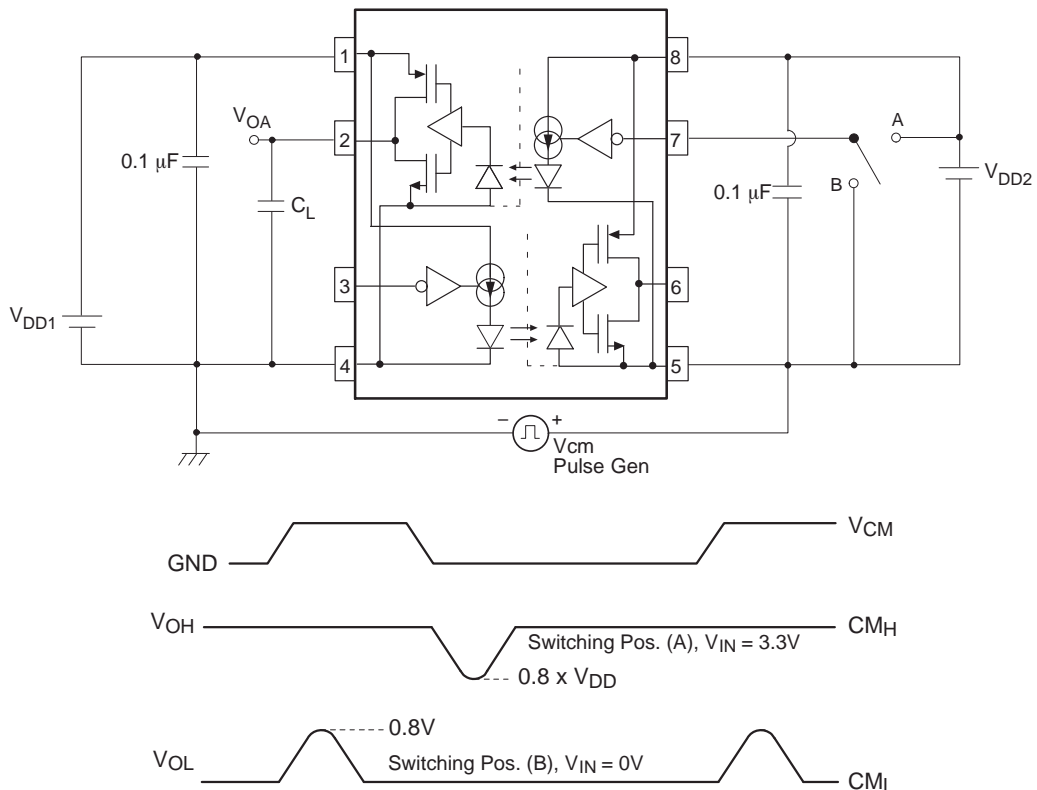 1
8
V_OA
2
7
A
0.1 µF
C_L
B
0.1 µF
V_DD2
3
6
V_DD1
4
5
– +
Vcm
Pulse Gen
V_CM
GND
V_OH
CM_H
Switching Pos. (A), V_IN = 3.3V
0.8 x V_DD
0.8V
V_OL
Switching Pos. (B), V_IN = 0V
CM_I